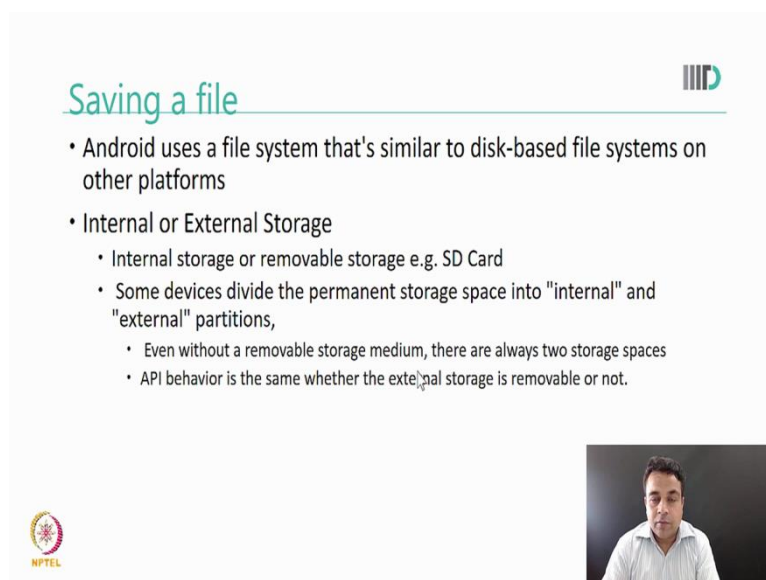 Saving a file
• Android uses a file system that's similar to disk-based file systems on
other platforms
• Internal or External Storage
• Internal storage or removable storage e.g. SD Card
• Some devices divide the permanent storage space into "internal" and
"external" partitions,
• Even without a removable storage medium, there are always two storage spaces
• API behavior is the same whether the external storage is removable or not.
NPTEL